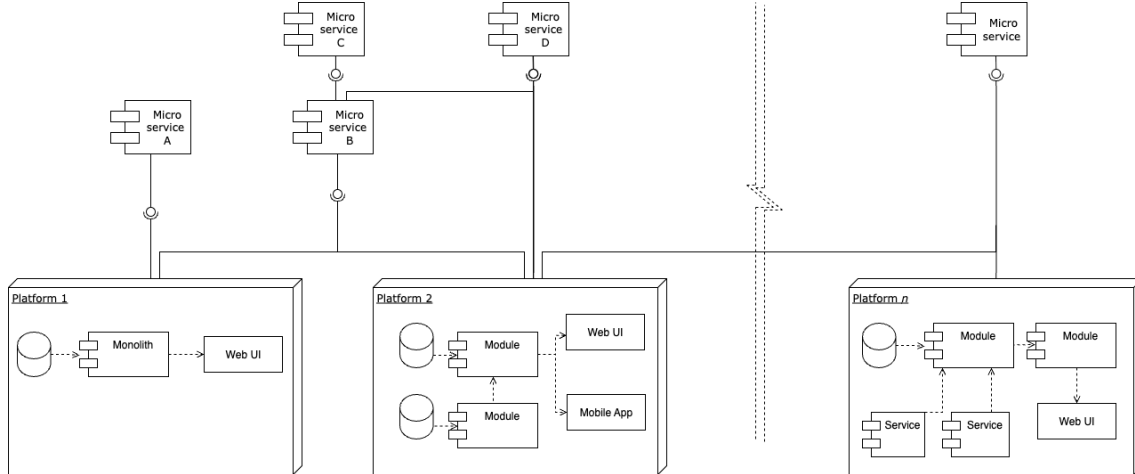 Micro
service
C
Micro
service
D
Micro
service
Micro
service
A
Micro
service
B
Platform 1
Monolith
Web UI
Platform 2
Module
Web UI
Module
Mobile App
Platform n
Module
Module
Service
Service
Web UI